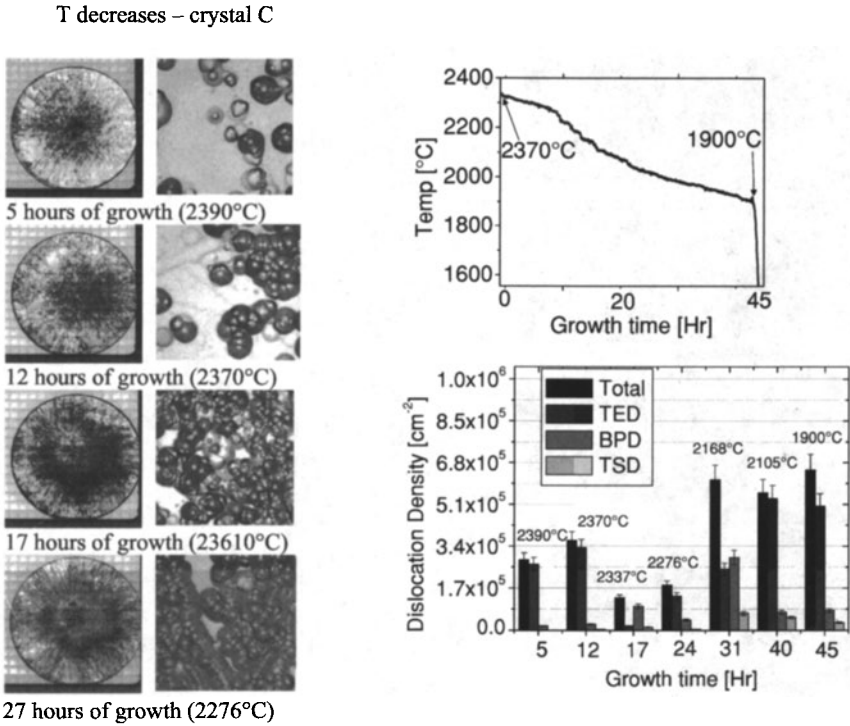 T decreases – crystal C
5 hours of growth (2390°C)
12 hours of growth (2370°C)
17 hours of growth (23610°C)
27 hours of growth (2276°C)
2400
2200
2000
1800
1600
Temp [°C]
2370°C
1900°C
0
20
45
Growth time [Hr]
1.0x10⁶
8.5x10⁵
6.8x10⁵
5.1x10⁵
3.4x10⁵
1.7x10⁵
0.0
Dislocation Density [cm⁻²]
Total
TED
BPD
TSD
2390°C
2370°C
2337°C
2276°C
2168°C
2105°C
1900°C
5
12
17
24
31
40
45
Growth time [Hr]